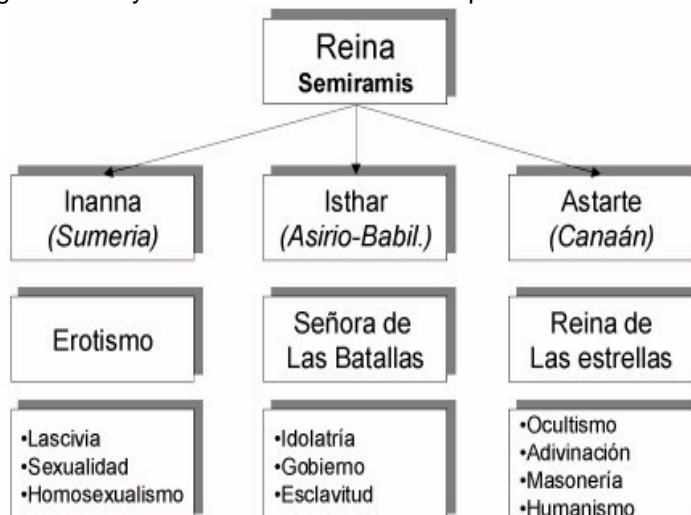 Reina
Semiramis
Inanna
(Sumeria)
Isthar
(Asirio-Babil.)
Astarte
(Canaán)
Erotismo
Señora de
Las Batallas
Reina de
Las estrellas
•Lascivia
•Sexualidad
•Homosexualismo
•Idolatría
•Gobierno
•Esclavitud
•Ocultismo
•Adivinación
•Masonería
•Humanismo